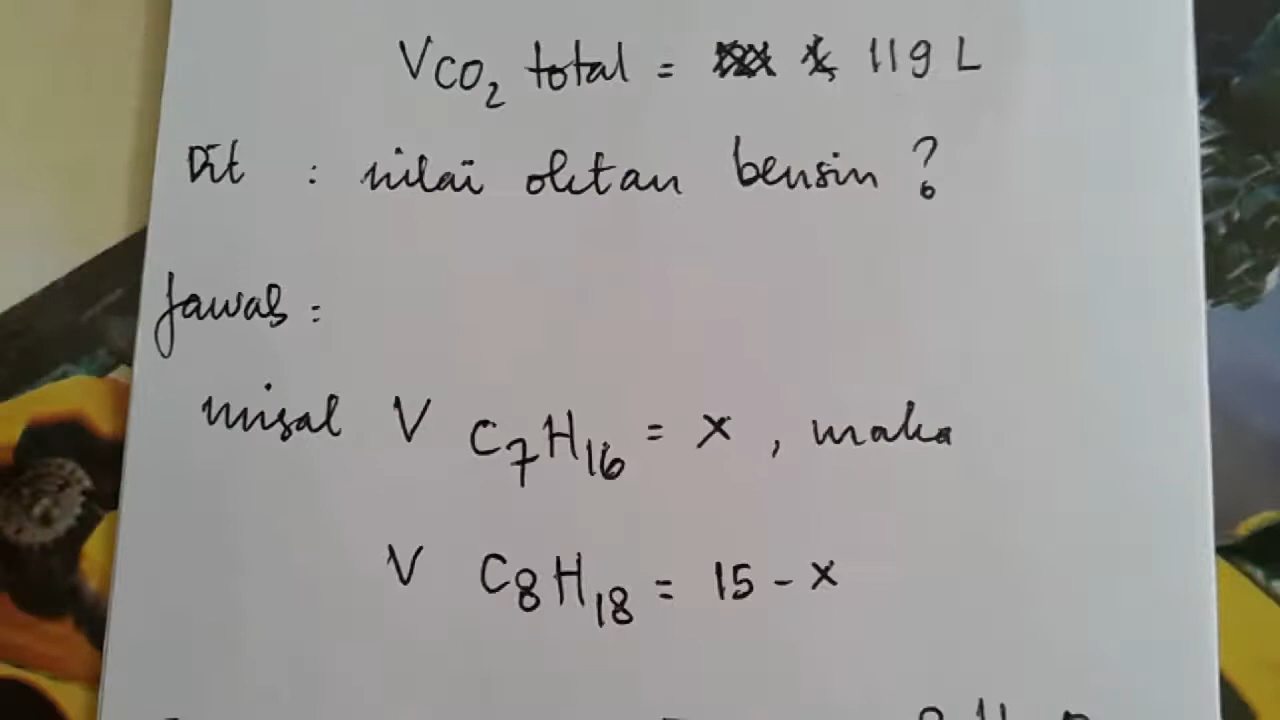 VCO₂ total = 119 L
Dit : nilai oktan bensin ?
Jawab :
misal V C₇H₁₆ = x , maka
V C₈H₁₈ = 15 - x